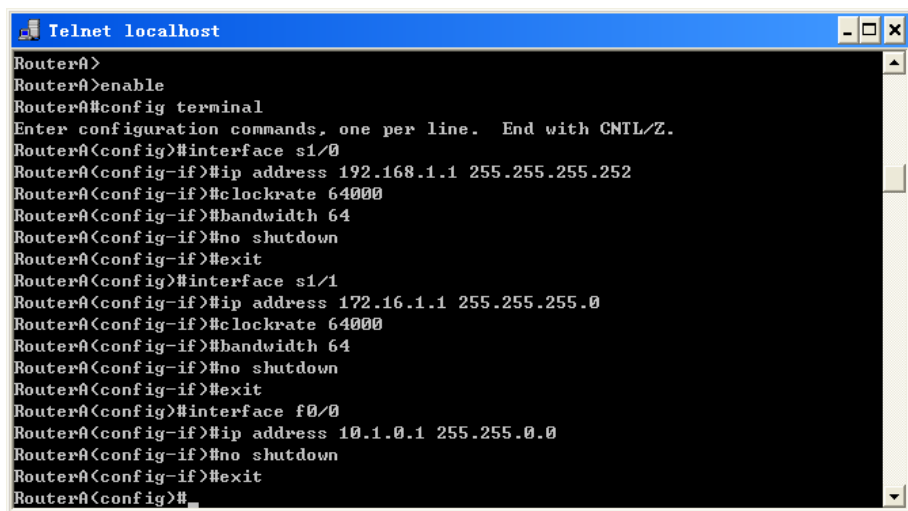 Telnet localhost
RouterA>
RouterA>enable
RouterA#config terminal
Enter configuration commands, one per line.  End with CNTL/Z.
RouterA(config)#interface s1/0
RouterA(config-if)#ip address 192.168.1.1 255.255.255.252
RouterA(config-if)#clockrate 64000
RouterA(config-if)#bandwidth 64
RouterA(config-if)#no shutdown
RouterA(config-if)#exit
RouterA(config)#interface s1/1
RouterA(config-if)#ip address 172.16.1.1 255.255.255.0
RouterA(config-if)#clockrate 64000
RouterA(config-if)#bandwidth 64
RouterA(config-if)#no shutdown
RouterA(config-if)#exit
RouterA(config)#interface f0/0
RouterA(config-if)#ip address 10.1.0.1 255.255.0.0
RouterA(config-if)#no shutdown
RouterA(config-if)#exit
RouterA(config)#